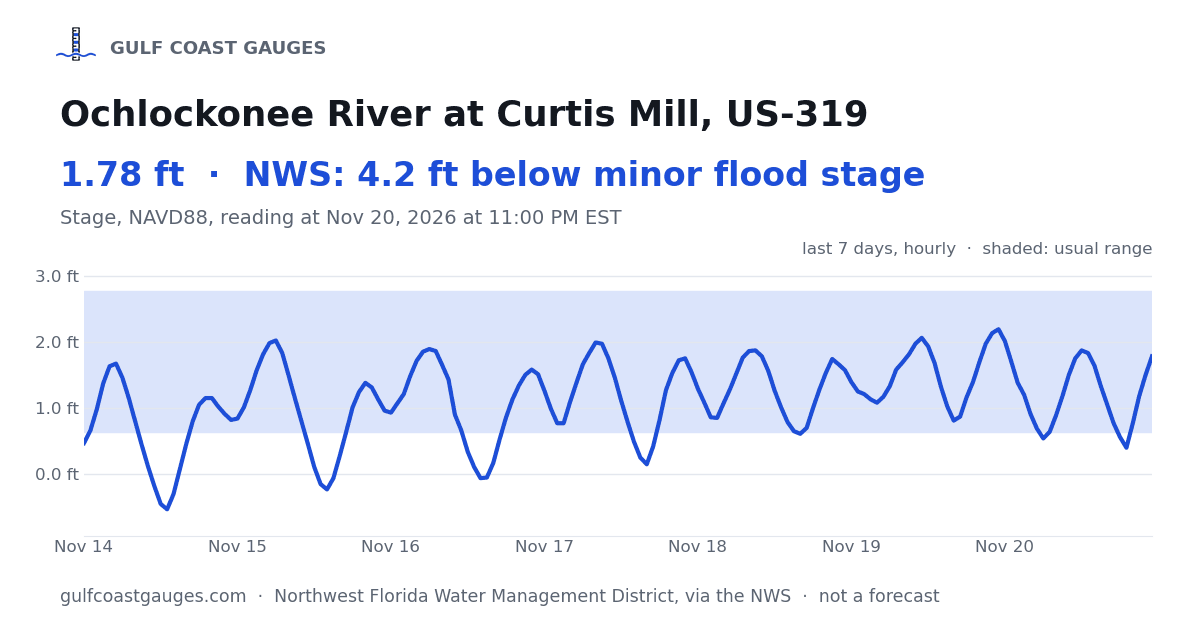 GULF COAST GAUGES
Ochlockonee River at Curtis Mill, US-319
1.78 ft · NWS: 4.2 ft below minor flood stage
Stage, NAVD88, reading at Nov 20, 2026 at 11:00 PM EST
last 7 days, hourly · shaded: usual range
3.0 ft
2.0 ft
1.0 ft
0.0 ft
Nov 14 Nov 15 Nov 16 Nov 17 Nov 18 Nov 19 Nov 20
gulfcoastgauges.com · Northwest Florida Water Management District, via the NWS · not a forecast